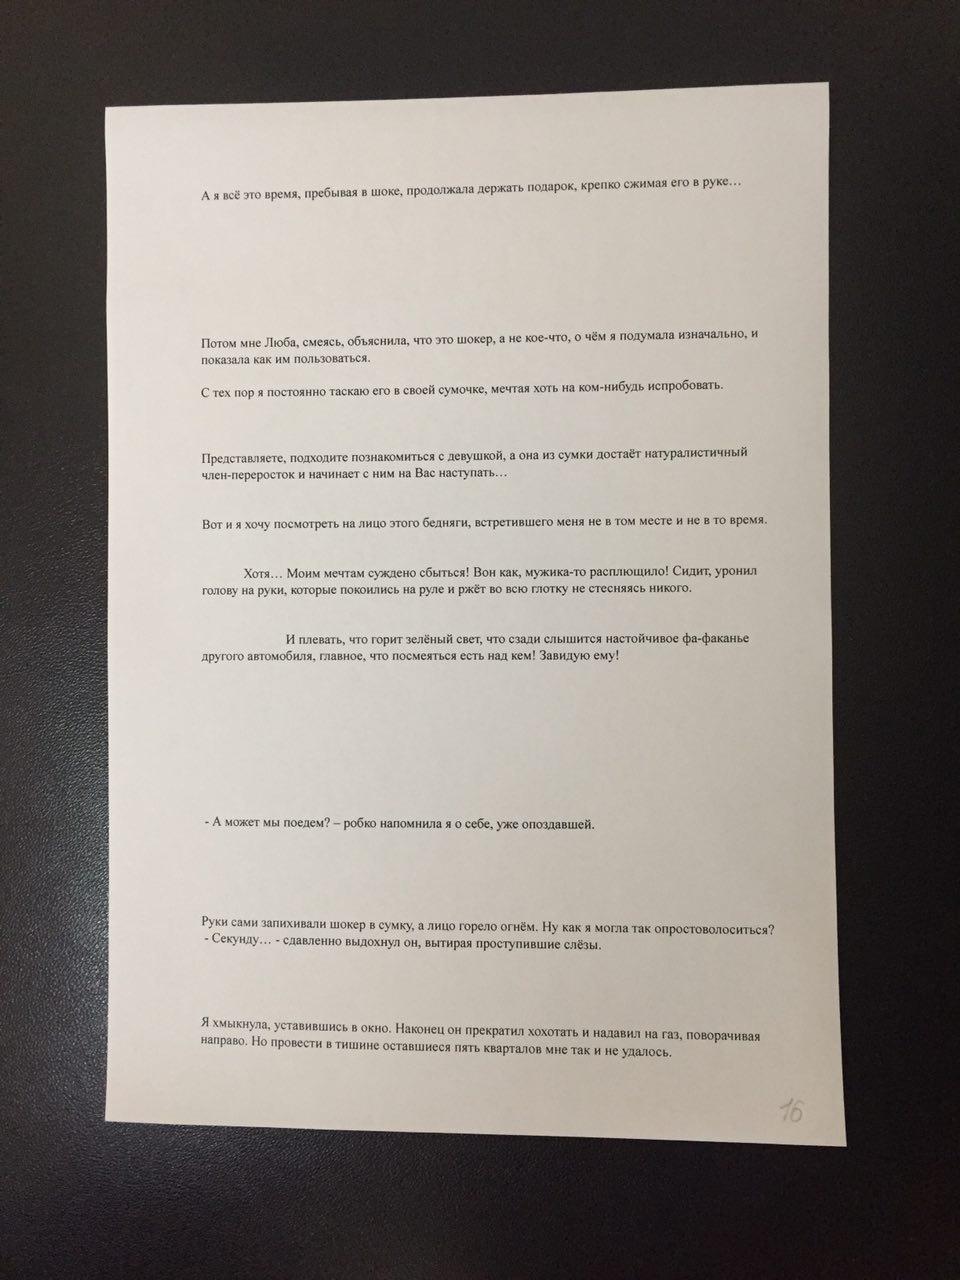 А я всё это время, пребывая в шоке, продолжала держать подарок, крепко сжимая его в руке…
Потом мне Люба, смеясь, объяснила, что это шокер, а не кое-что, о чём я подумала изначально, и
показала как им пользоваться.
С тех пор я постоянно таскаю его в своей сумочке, мечтая хоть на ком-нибудь испробовать.
Представляете, подходите познакомиться с девушкой, а она из сумки достаёт натуралистичный
член-переросток и начинает с ним на Вас наступать…
Вот и я хочу посмотреть на лицо этого бедняги, встретившего меня не в том месте и не в то время.
Хотя… Моим мечтам суждено сбыться! Вон как, мужика-то расплющило! Сидит, уронил
голову на руки, которые покоились на руле и ржёт во всю глотку не стесняясь никого.
И плевать, что горит зелёный свет, что сзади слышится настойчивое фа-факанье
другого автомобиля, главное, что посмеяться есть над кем! Завидую ему!
- А может мы поедем? – робко напомнила я о себе, уже опоздавшей.
Руки сами запихивали шокер в сумку, а лицо горело огнём. Ну как я могла так опростоволоситься?
- Секунду… - сдавленно выдохнул он, вытирая проступившие слёзы.
Я хмыкнула, уставившись в окно. Наконец он прекратил хохотать и надавил на газ, поворачивая
направо. Но провести в тишине оставшиеся пять кварталов мне так и не удалось.
16